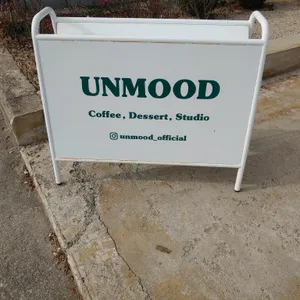 UNMOOD
Coffee, Dessert, Studio
unmood_official